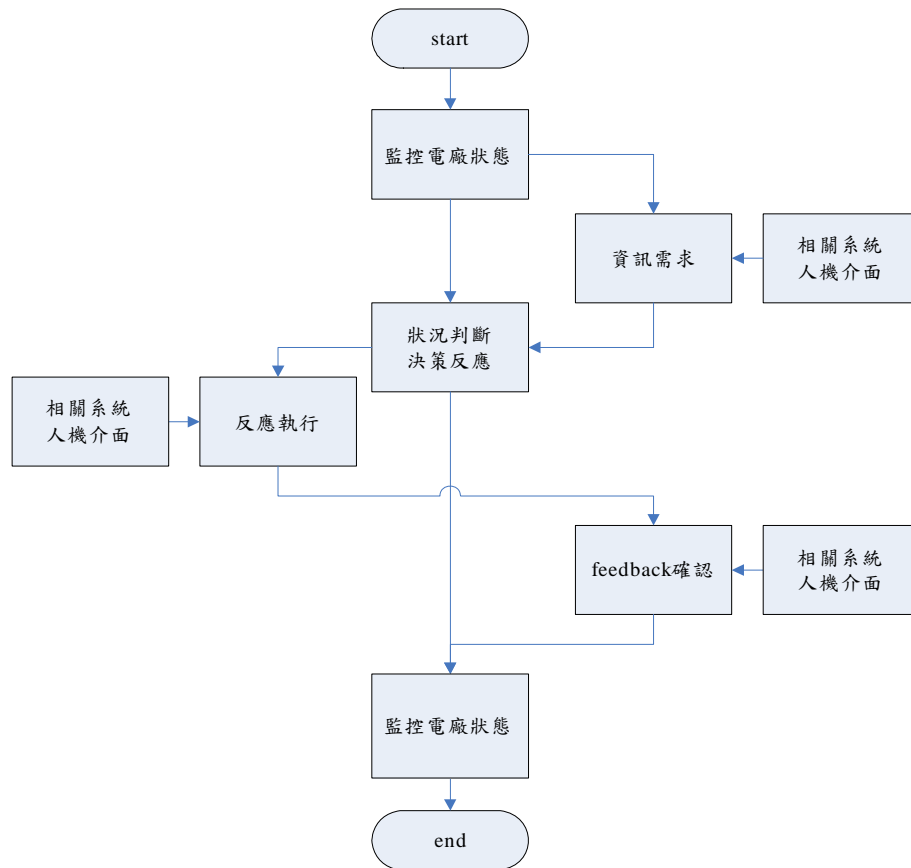 start
監控電廠狀態
資訊需求
相關系統
人機介面
狀況判斷
決策反應
相關系統
人機介面
反應執行
feedback確認
相關系統
人機介面
監控電廠狀態
end